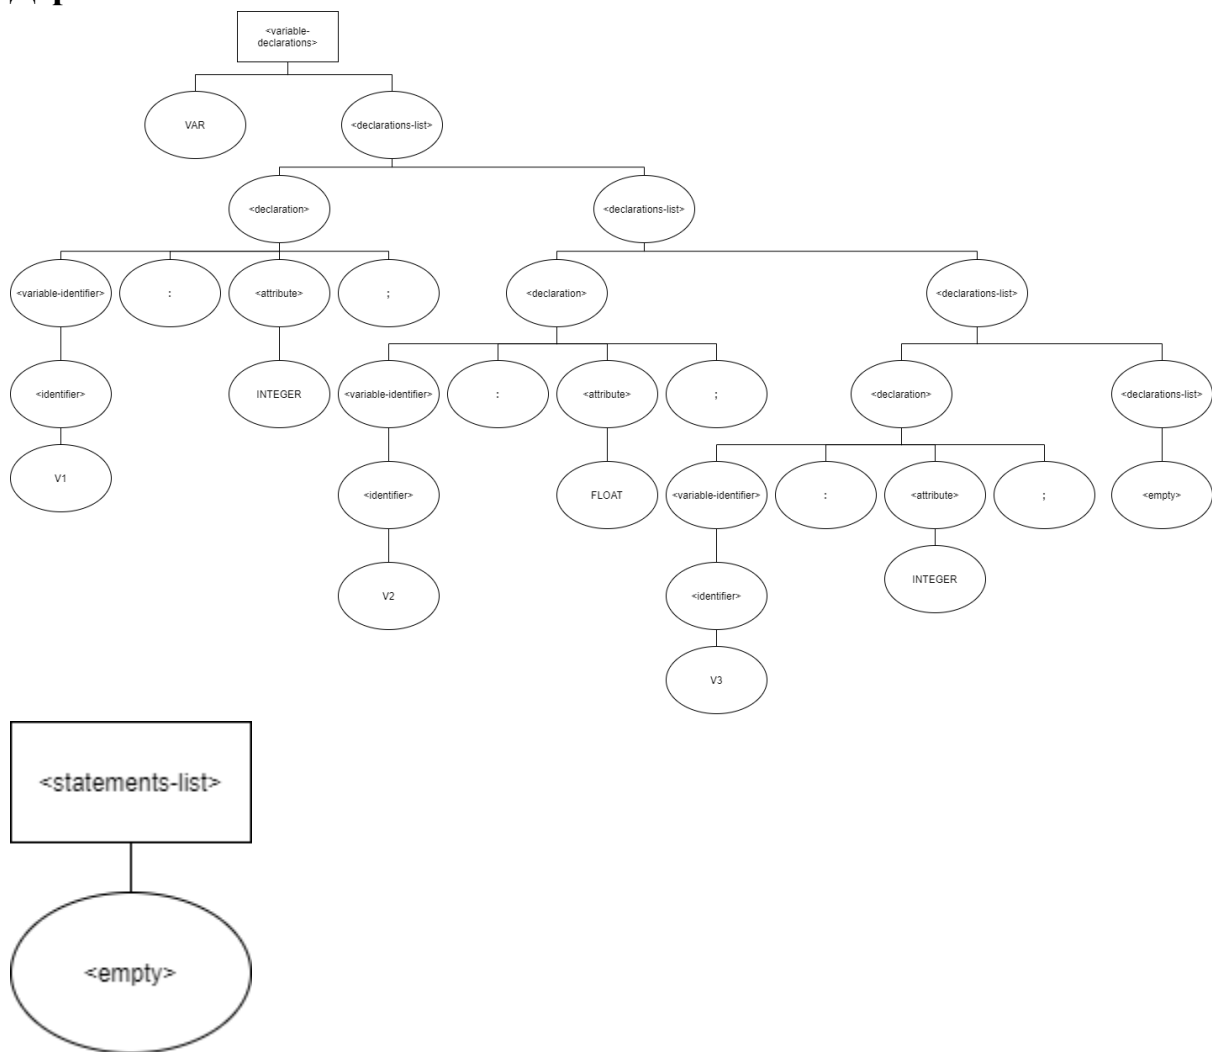 <variable-
declarations>
VAR
<declarations-list>
<declaration>
<declarations-list>
<variable-identifier>
:
<attribute>
;
<declaration>
<declarations-list>
<identifier>
INTEGER
<variable-identifier>
:
<attribute>
;
<declaration>
<declarations-list>
V1
<identifier>
FLOAT
<variable-identifier>
:
<attribute>
;
<empty>
V2
<identifier>
INTEGER
V3
<statements-list>
<empty>